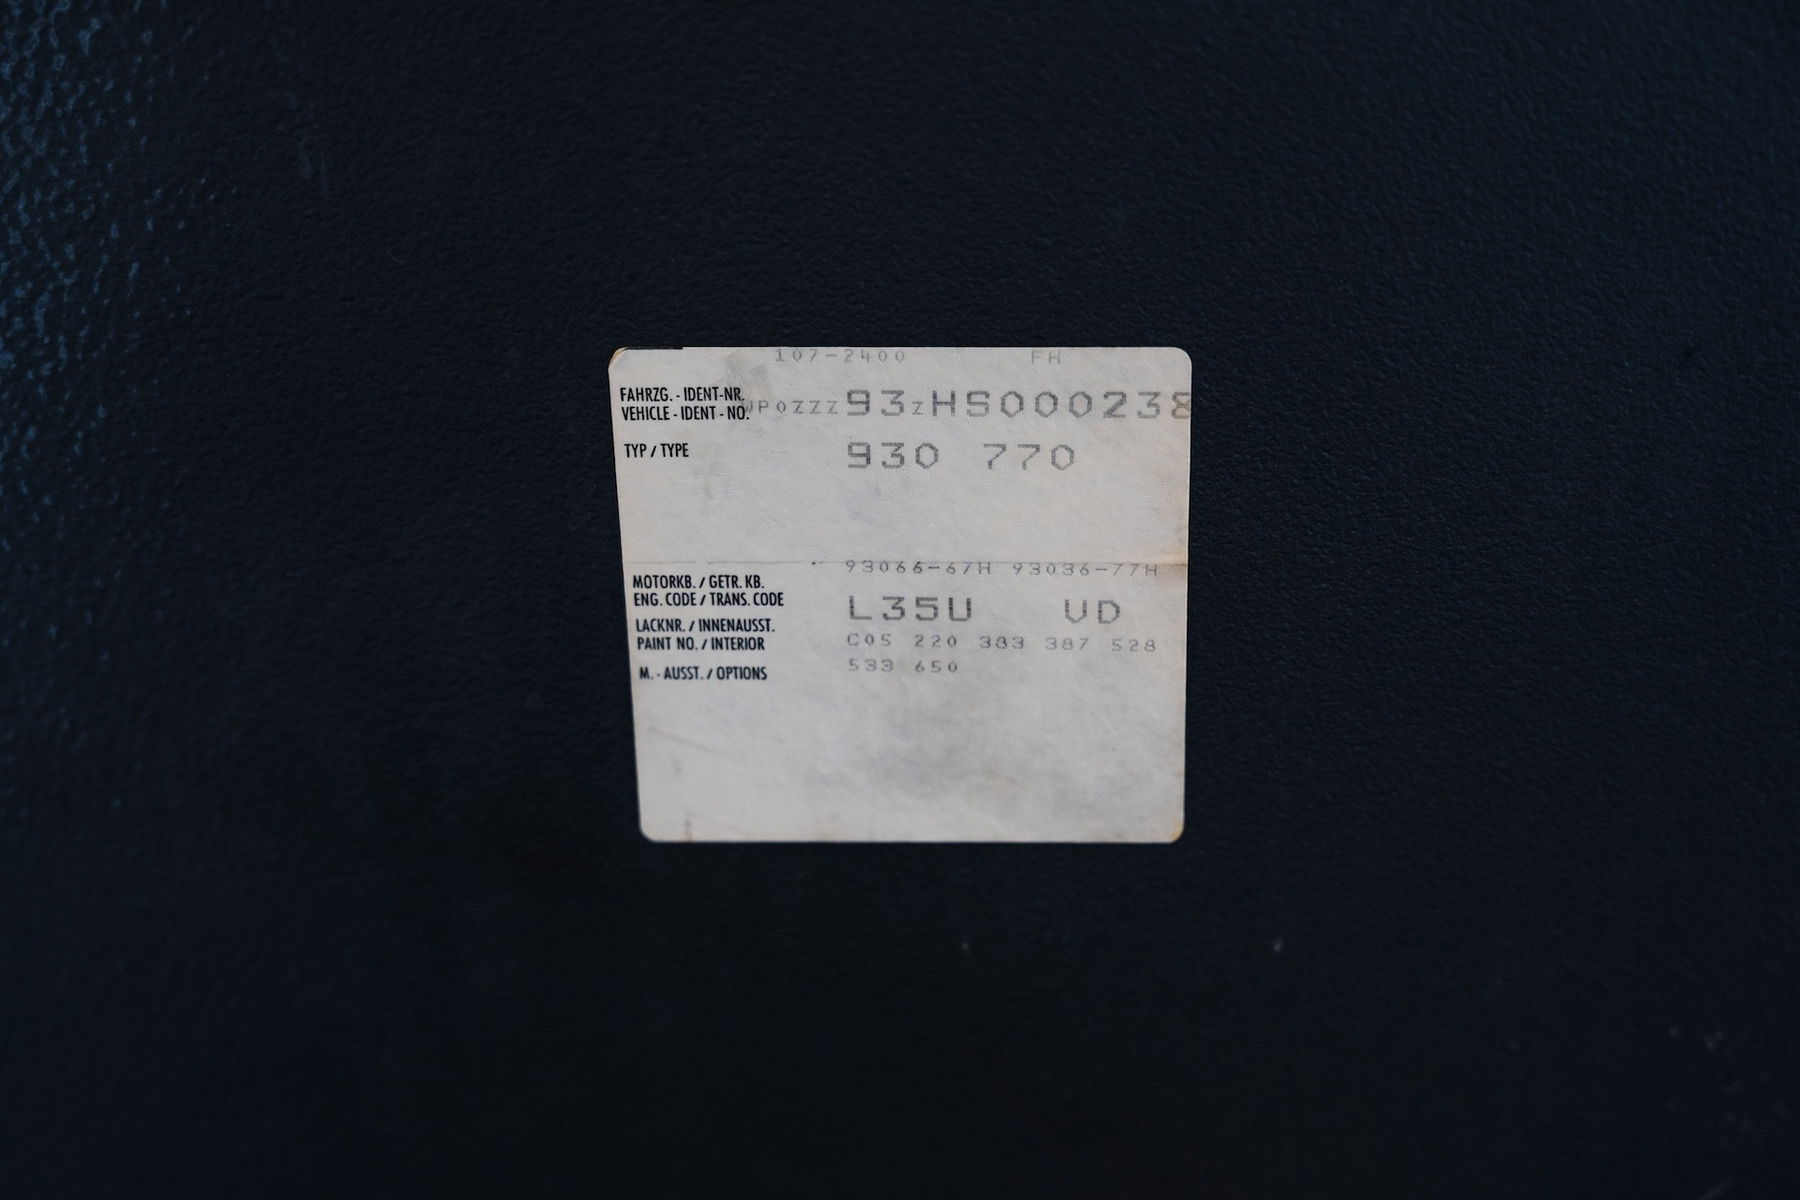 107-2400 FH
FAHRZG. - IDENT-NR.
VEHICLE - IDENT - NO. WP0ZZZ93ZHS000238
TYP / TYPE 930 770
93066-67H 93036-77H
MOTORKB. / GETR. KB.
ENG. CODE / TRANS. CODE L35U VD
LACKNR. / INNENAUSST.
PAINT NO. / INTERIOR C05 220 383 387 528
M. - AUSST. / OPTIONS 533 650